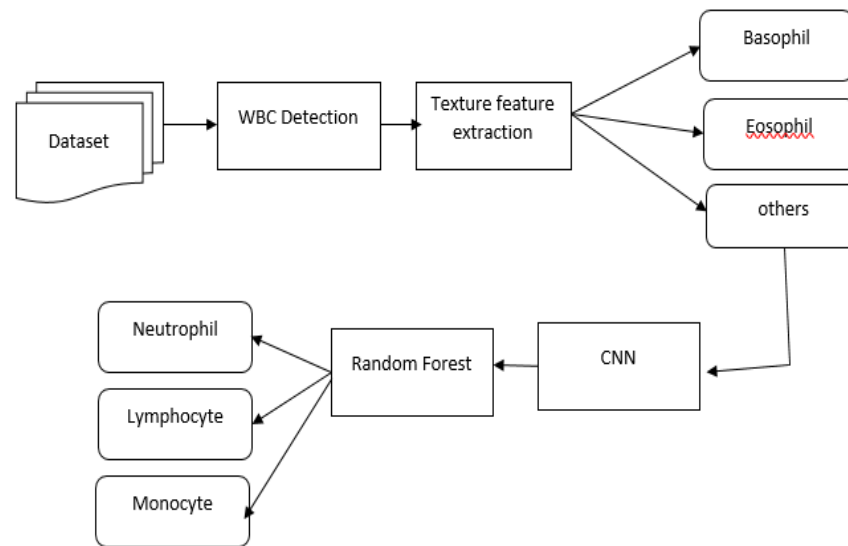 Dataset
WBC Detection
Texture feature
extraction
Basophil
Eosophil
others
CNN
Random Forest
Neutrophil
Lymphocyte
Monocyte